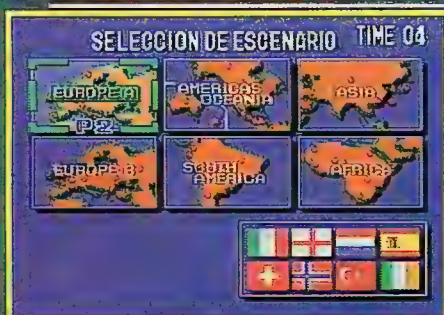 SELECCION DE ESCENARIO TIME 04
EUROPE(A) AMERICAS OCEANIA ASIA
P2
EUROPE(B) SOUTH AMERICA AFRICA